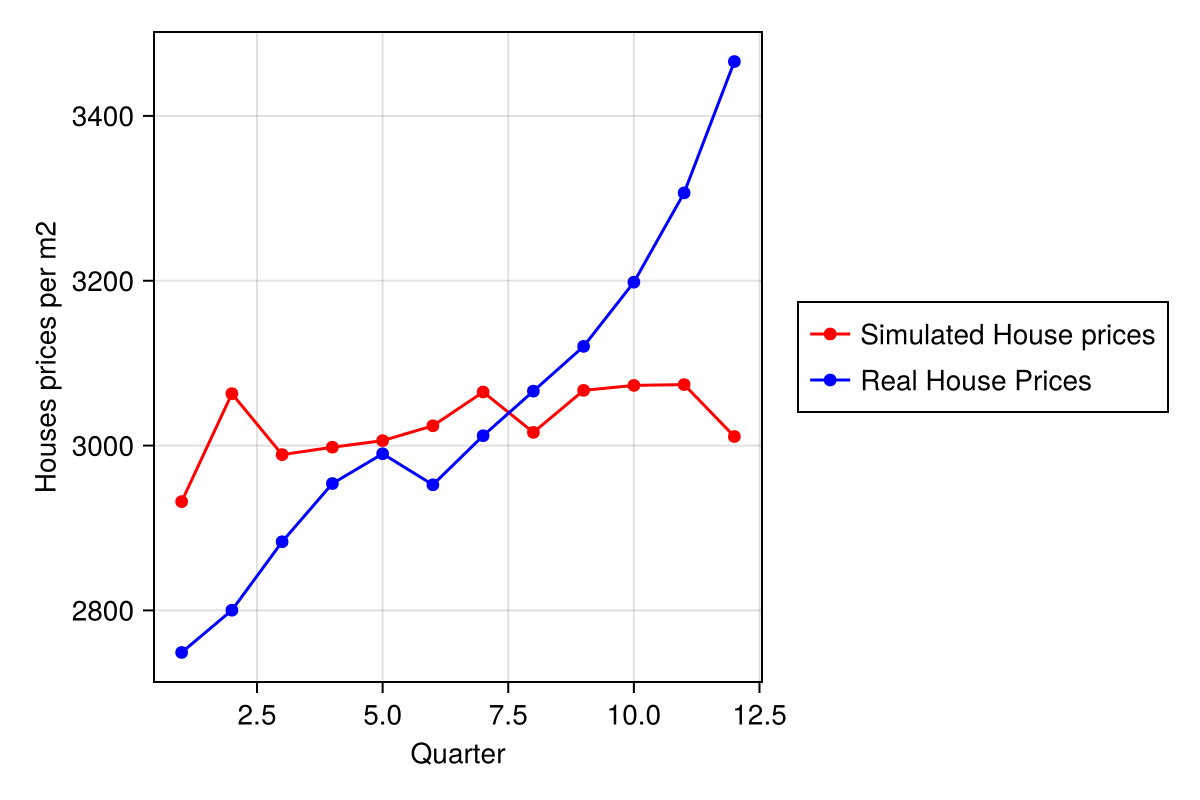 3400
3200
3000
2800
Houses prices per m2
2.5 5.0 7.5 10.0 12.5
Quarter
Simulated House prices
Real House Prices